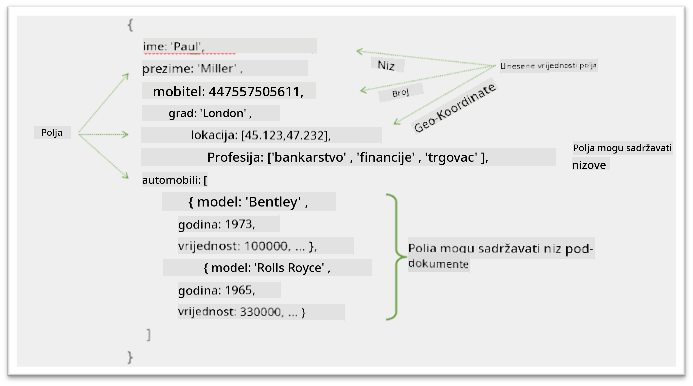 {
ime: 'Paul',
prezime: 'Miller' ,
mobitel: 447557505611,
grad: 'London' ,
lokacija: [45.123,47.232],
Profesija: ['bankarstvo' , 'financije' , 'trgovac' ],
automobili: [
{ model: 'Bentley' ,
godina: 1973,
vrijednost: 100000, ... },
{ model: 'Rolls Royce' ,
godina: 1965,
vrijednost: 330000, ... }
]
}
Polja
Niz
Broj
Geo-Koordinate
Unesene vrijednosti polja
Polja mogu sadržavati
nizove
Polja mogu sadržavati niz pod-
dokumente